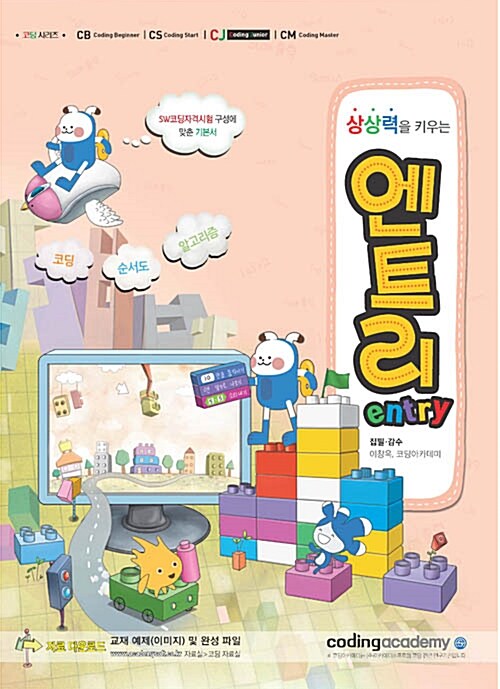 • 코딩 시리즈 • CB Coding Beginner | CS Coding Start | CJ Coding Junior | CM Coding Master
SW코딩자격시험 구성에
맞춘 기본서
상상력을 키우는
엔트리
entry
집필·감수
이창욱, 코딩아카데미
코딩
순서도
알고리즘
자료 다운로드
교재 예제(이미지) 및 완성 파일
자료실>코딩 자료실
codingacademy